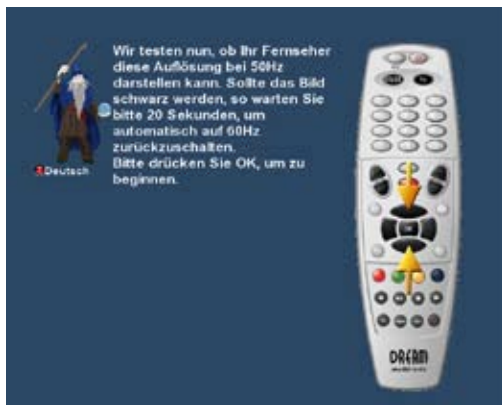 Wir testen nun, ob Ihr Fernseher
diese Auflösung bei 50Hz
darstellen kann. Sollte das Bild
schwarz werden, so warten Sie
bitte 20 Sekunden, um
automatisch auf 60Hz
zurückzuschalten.
Bitte drücken Sie OK, um zu
beginnen.
Deutsch
DREAM